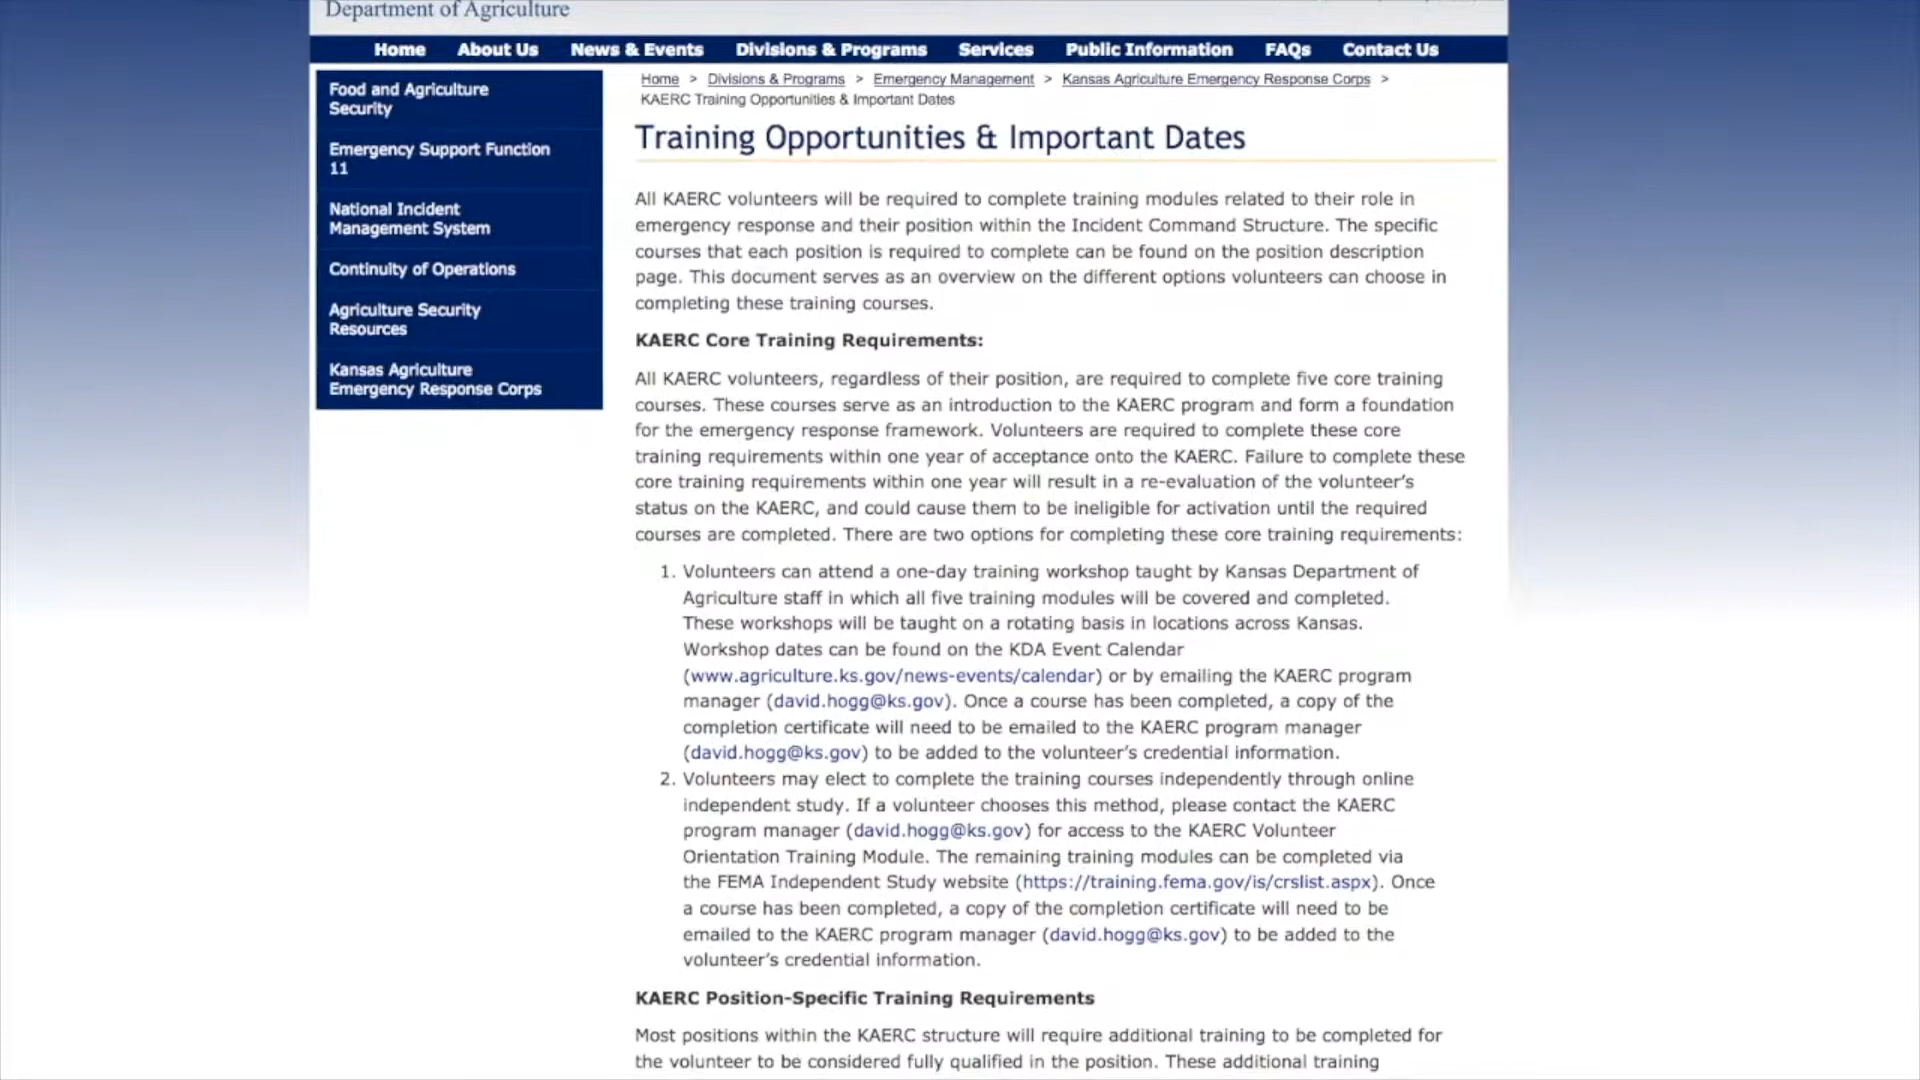 Department of Agriculture
Home About Us News & Events Divisions & Programs Services Public Information FAQs Contact Us
Food and Agriculture
Security
Emergency Support Function
11
National Incident
Management System
Continuity of Operations
Agriculture Security
Resources
Kansas Agriculture
Emergency Response Corps
Home > Divisions & Programs > Emergency Management > Kansas Agriculture Emergency Response Corps >
KAERC Training Opportunities & Important Dates
Training Opportunities & Important Dates
All KAERC volunteers will be required to complete training modules related to their role in
emergency response and their position within the Incident Command Structure. The specific
courses that each position is required to complete can be found on the position description
page. This document serves as an overview on the different options volunteers can choose in
completing these training courses.
KAERC Core Training Requirements:
All KAERC volunteers, regardless of their position, are required to complete five core training
courses. These courses serve as an introduction to the KAERC program and form a foundation
for the emergency response framework. Volunteers are required to complete these core
training requirements within one year of acceptance onto the KAERC. Failure to complete these
core training requirements within one year will result in a re-evaluation of the volunteer's
status on the KAERC, and could cause them to be ineligible for activation until the required
courses are completed. There are two options for completing these core training requirements:
1. Volunteers can attend a one-day training workshop taught by Kansas Department of
Agriculture staff in which all five training modules will be covered and completed.
These workshops will be taught on a rotating basis in locations across Kansas.
Workshop dates can be found on the KDA Event Calendar
(www.agriculture.ks.gov/news-events/calendar) or by emailing the KAERC program
manager (david.hogg@ks.gov). Once a course has been completed, a copy of the
completion certificate will need to be emailed to the KAERC program manager
(david.hogg@ks.gov) to be added to the volunteer's credential information.
2. Volunteers may elect to complete the training courses independently through online
independent study. If a volunteer chooses this method, please contact the KAERC
program manager (david.hogg@ks.gov) for access to the KAERC Volunteer
Orientation Training Module. The remaining training modules can be completed via
the FEMA Independent Study website (https://training.fema.gov/is/crslist.aspx). Once
a course has been completed, a copy of the completion certificate will need to be
emailed to the KAERC program manager (david.hogg@ks.gov) to be added to the
volunteer's credential information.
KAERC Position-Specific Training Requirements
Most positions within the KAERC structure will require additional training to be completed for
the volunteer to be considered fully qualified in the position. These additional training